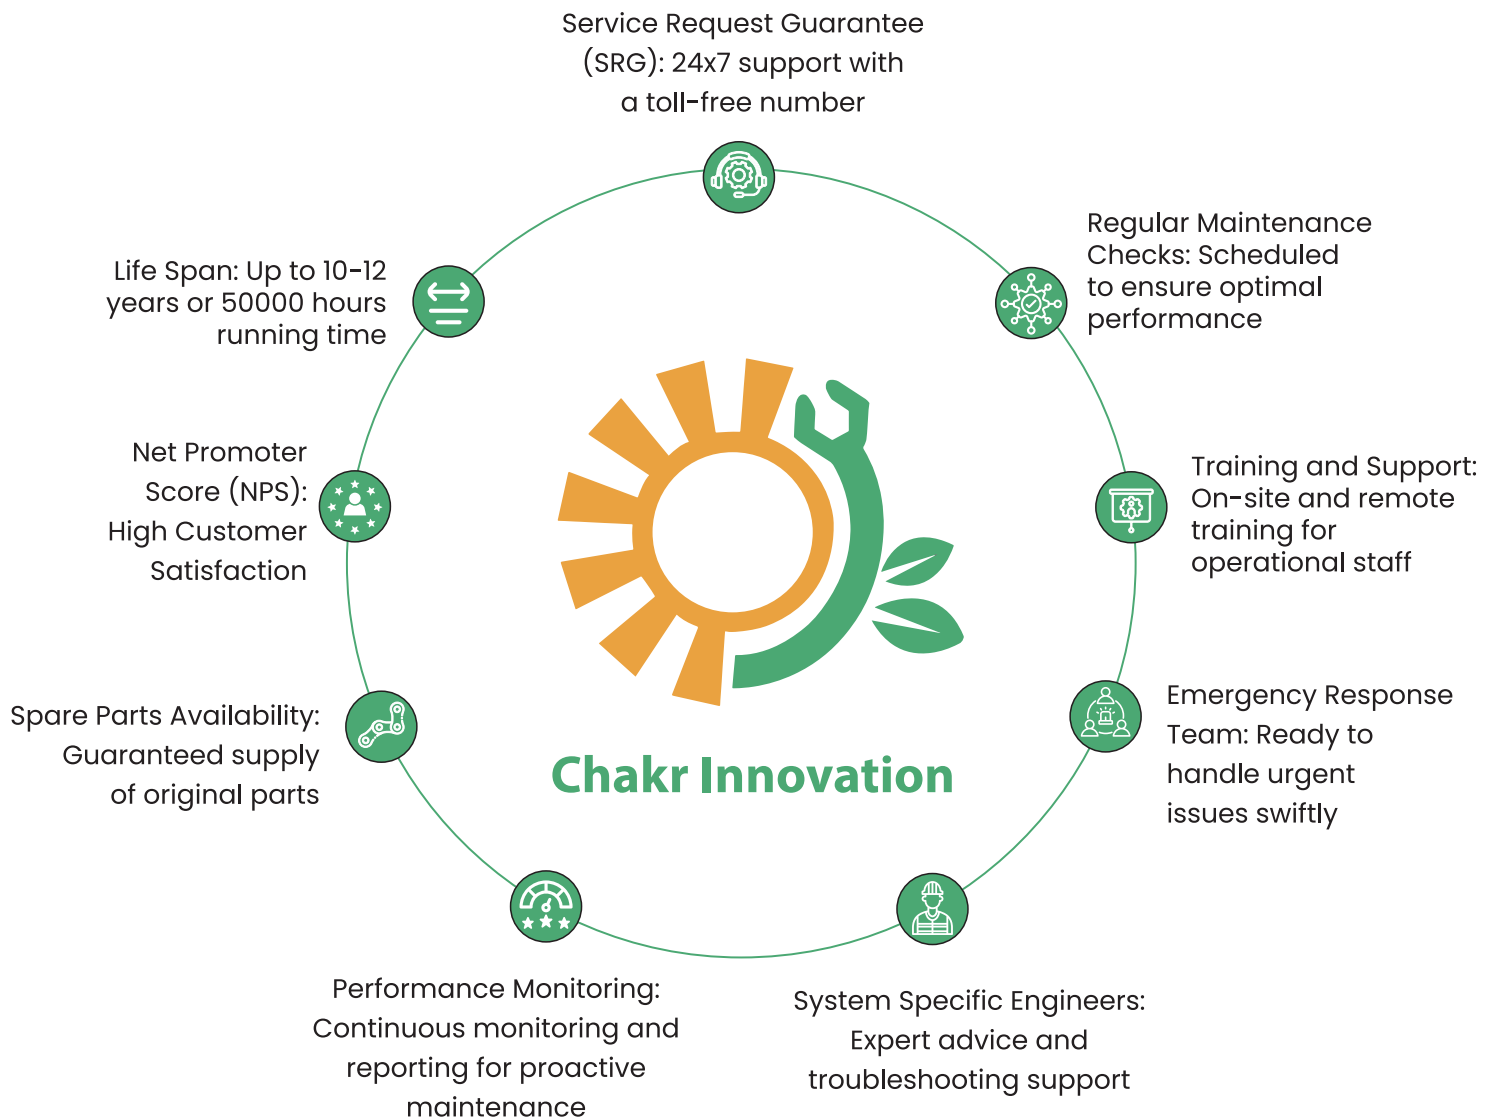 Service Request Guarantee
(SRG): 24x7 support with
a toll-free number
Regular Maintenance
Checks: Scheduled
to ensure optimal
performance
Training and Support:
On-site and remote
training for
operational staff
Emergency Response
Team: Ready to
handle urgent
issues swiftly
System Specific Engineers:
Expert advice and
troubleshooting support
Performance Monitoring:
Continuous monitoring and
reporting for proactive
maintenance
Spare Parts Availability:
Guaranteed supply
of original parts
Net Promoter
Score (NPS):
High Customer
Satisfaction
Life Span: Up to 10-12
years or 50000 hours
running time
Chakr Innovation